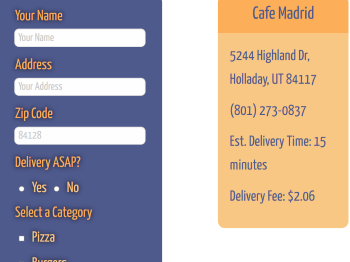 Your Name
Your Name
Address
Your Address
Zip Code
84128
Delivery ASAP?
Yes No
Select a Category
Pizza
Burgers
Cafe Madrid
5244 Highland Dr,
Holladay, UT 84117
(801) 273-0837
Est. Delivery Time: 15
minutes
Delivery Fee: $2.06